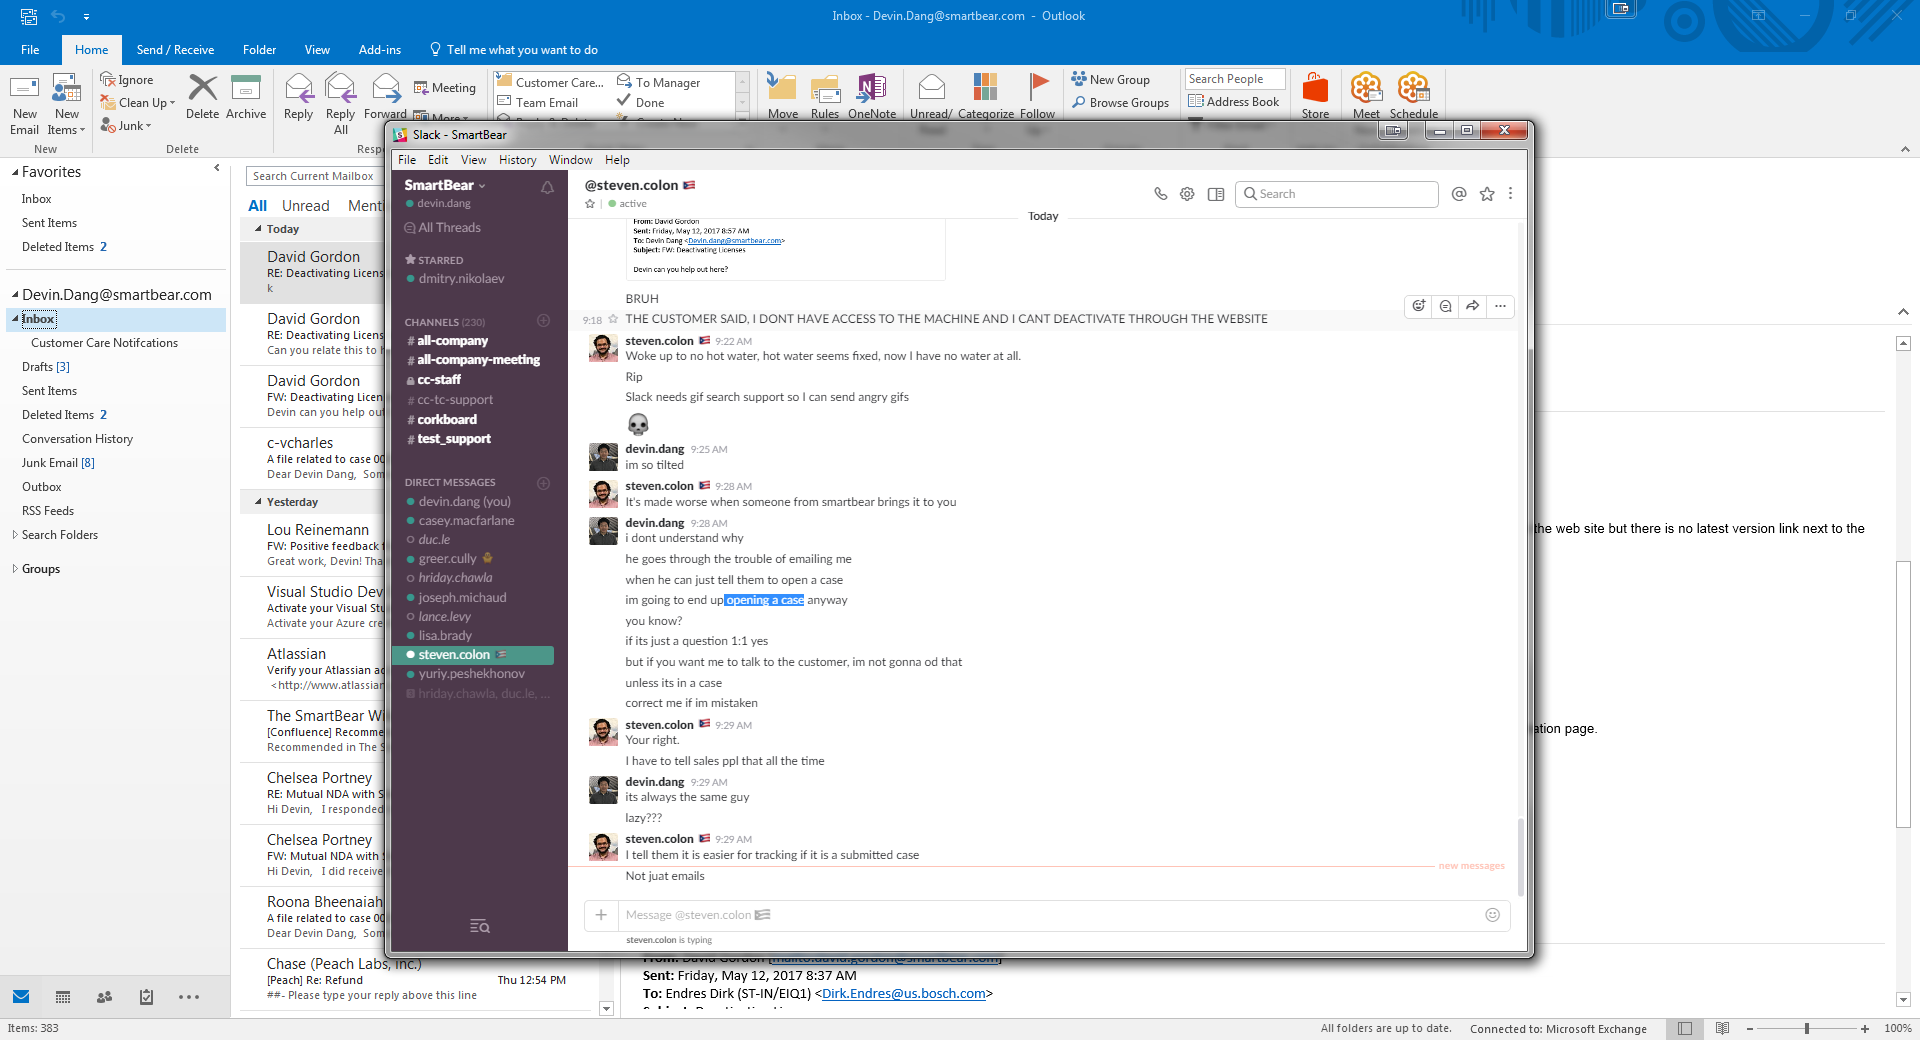 Inbox - Devin.Dang@smartbear.com - Outlook
File Home Send / Receive Folder View Add-ins Tell me what you want to do
New Email
New Items
Ignore
Clean Up
Junk
Delete
Archive
Reply
Reply All
Forward
Meeting
More
Customer Care...
To Manager
Team Email
Done
Move
Rules
OneNote
Unread/
Categorize
Follow
New Group
Browse Groups
Search People
Address Book
Store
Meet
Schedule
New
Delete
Resp
Favorites
Inbox
Sent Items
Deleted Items 2
Devin.Dang@smartbear.com
Inbox
Customer Care Notifcations
Drafts [3]
Sent Items
Deleted Items 2
Conversation History
Junk Email [8]
Outbox
RSS Feeds
Search Folders
Groups
Search Current Mailbox
All Unread Menti
Today
David Gordon
RE: Deactivating Licens
k
David Gordon
RE: Deactivating Licens
Can you relate this to h
David Gordon
FW: Deactivating Licens
Devin can you help out
c-vcharles
A file related to case 00
Dear Devin Dang, Som
Yesterday
Lou Reinemann
FW: Positive feedback f
Great work, Devin! Tha
Visual Studio Dev
Activate your Visual Stu
Activate your Azure cre
Atlassian
Verify your Atlassian ac
<http://www.atlassian
The SmartBear Wi
[Confluence] Recomme
Recommended in The S
Chelsea Portney
RE: Mutual NDA with S
Hi Devin, I responded
Chelsea Portney
FW: Mutual NDA with S
Hi Devin, I did receive
Roona Bheenaiah
A file related to case 00
Dear Devin Dang, Som
Chase (Peach Labs, inc.)
[Peach] Re: Refund Thu 12:54 PM
##- Please type your reply above this line
Slack - SmartBear
File Edit View History Window Help
SmartBear
devin.dang
All Threads
STARRED
dmitry.nikolaev
CHANNELS (230)
# all-company
# all-company-meeting
cc-staff
# cc-tc-support
# corkboard
# test_support
DIRECT MESSAGES
devin.dang (you)
casey.macfarlane
duc.le
greer.cully
hriday.chawla
joseph.michaud
lance.levy
lisa.brady
steven.colon
yuriy.peshekhonov
hriday.chawla, duc.le, ...
@steven.colon
active
Search
Today
From: David Gordon
Sent: Friday, May 12, 2017 8:57 AM
To: Devin Dang <Devin.dang@smartbear.com>
Subject: FW: Deactivating Licenses
Devin can you help out here?
BRUH
9:18 THE CUSTOMER SAID, I DONT HAVE ACCESS TO THE MACHINE AND I CANT DEACTIVATE THROUGH THE WEBSITE
steven.colon 9:22 AM
Woke up to no hot water, hot water seems fixed, now I have no water at all.
Rip
Slack needs gif search support so I can send angry gifs
devin.dang 9:25 AM
im so tilted
steven.colon 9:28 AM
It's made worse when someone from smartbear brings it to you
devin.dang 9:28 AM
i dont understand why
he goes through the trouble of emailing me
when he can just tell them to open a case
im going to end up opening a case anyway
you know?
if its just a question 1:1 yes
but if you want me to talk to the customer, im not gonna od that
unless its in a case
correct me if im mistaken
steven.colon 9:29 AM
Your right.
I have to tell sales ppl that all the time
devin.dang 9:29 AM
its always the same guy
lazy???
steven.colon 9:29 AM
I tell them it is easier for tracking if it is a submitted case
new messages
Not juat emails
Message @steven.colon
steven.colon is typing
the web site but there is no latest version link next to the
ation page.
From: David Gordon [mailto:david.gordon@smartbear.com]
Sent: Friday, May 12, 2017 8:37 AM
To: Endres Dirk (ST-IN/EIQ1) <Dirk.Endres@us.bosch.com>
Items: 383
All folders are up to date. Connected to: Microsoft Exchange 100%